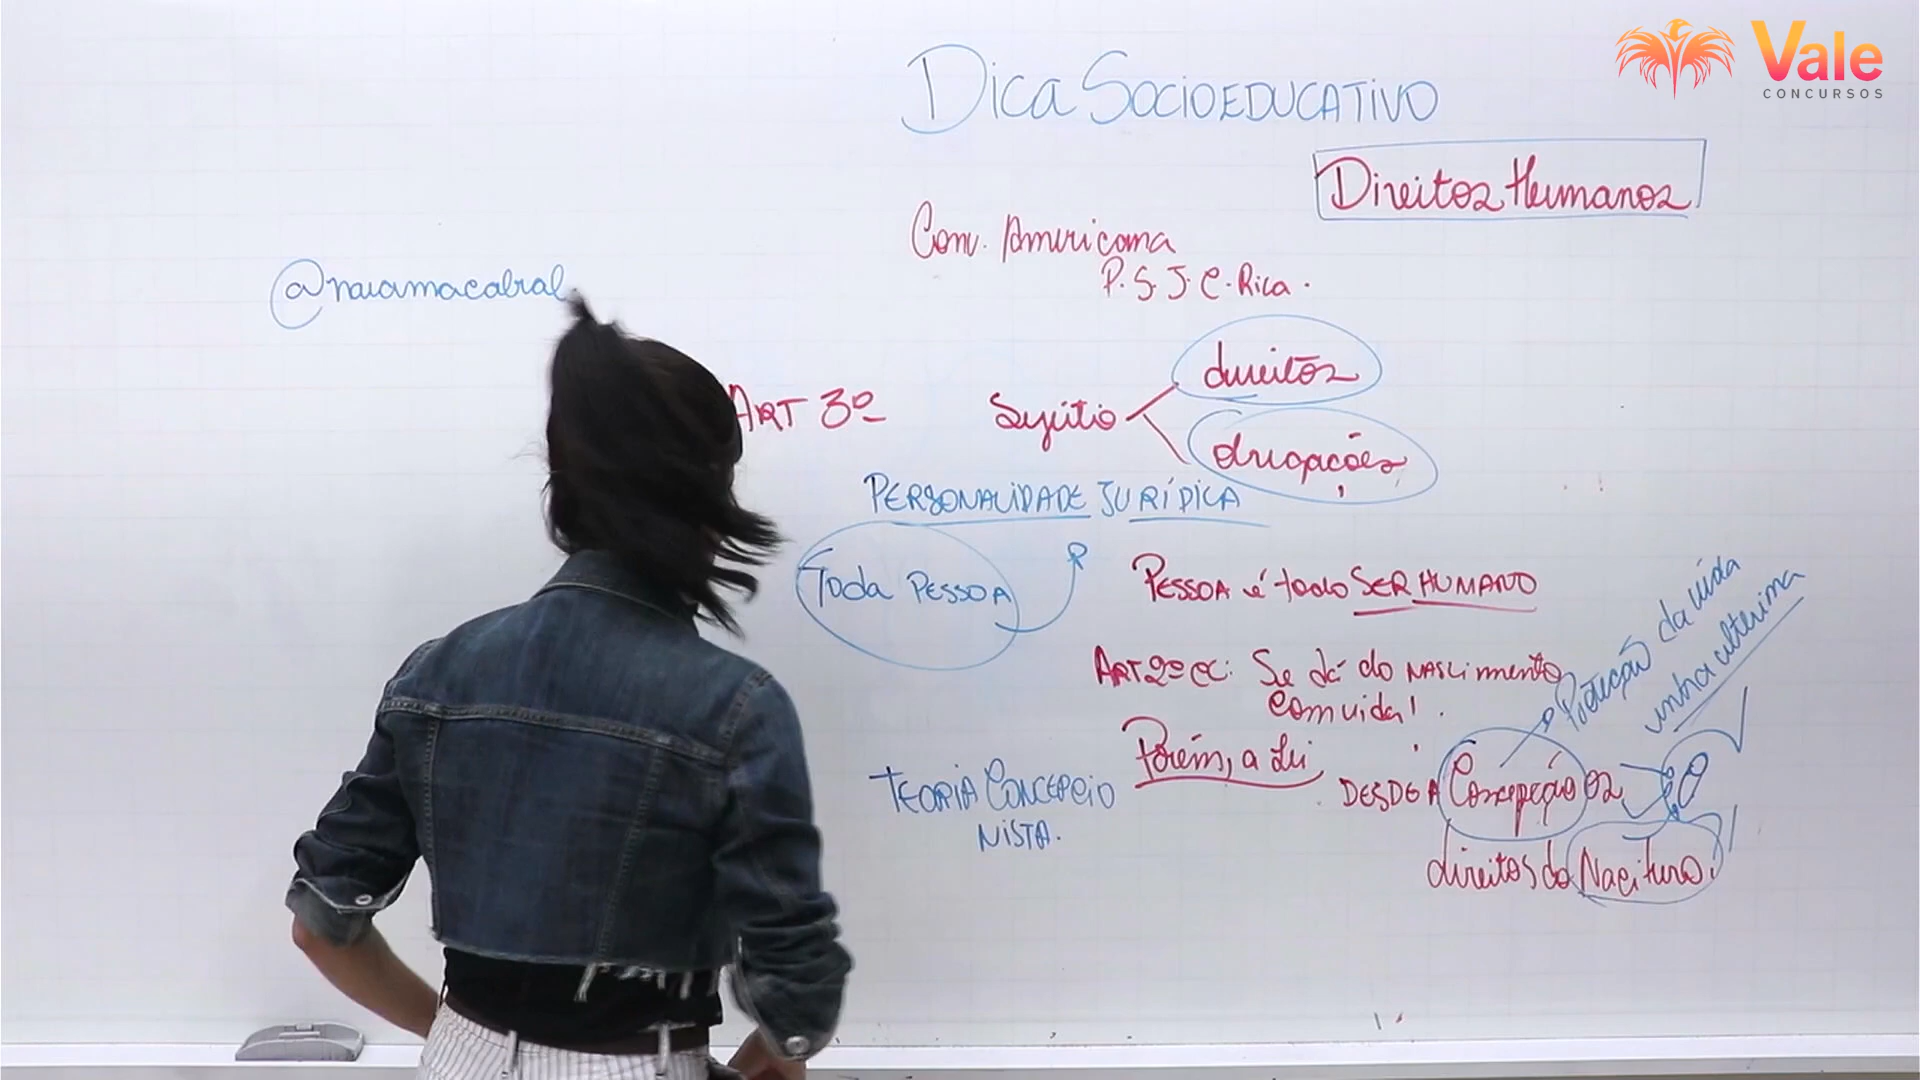 Vale
CONCURSOS
Dica SOCIOEDUCATIVO
Direitos Humanos
Conv. Americana
P. S. J. C. Rica.
@naiamacabral
ART 3º
Sujeito
direitos
obrigações
PERSONALIDADE JURÍDICA
Toda PESSOA
PESSOA é todo SER HUMANO
Proteção da vida
intra ulterina
ART 2º CC: Se dá do NASCimento
Com vida!
Porém, a Lei
DESDE A Concepção os
direitos do Nacituro.
TEORIA CONCEPCIO
NISTA.